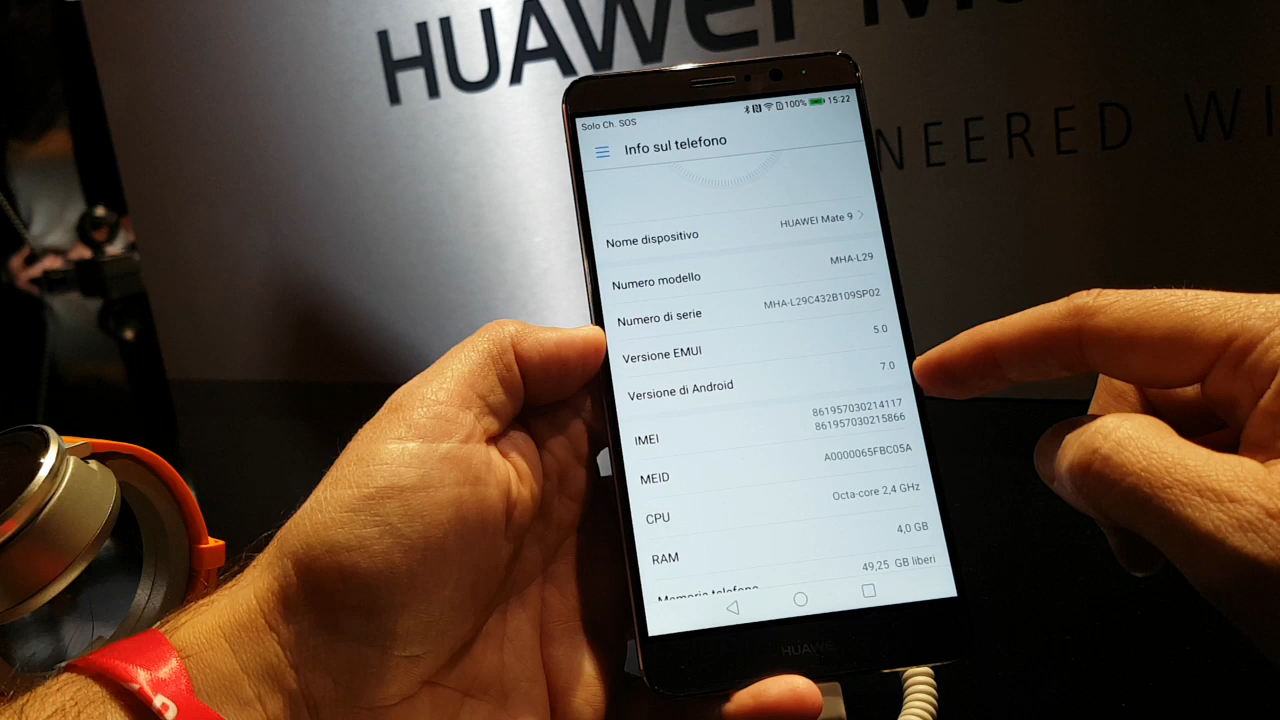 HUAWEI M
NEERED WI
Solo Ch. SOS 100% 15:22
Info sul telefono
Nome dispositivo HUAWEI Mate 9
Numero modello MHA-L29
Numero di serie MHA-L29C432B109SP02
Versione EMUI 5.0
Versione di Android 7.0
IMEI 861957030214117
861957030215866
MEID A0000065FBC05A
CPU Octa-core 2,4 GHz
RAM 4,0 GB
Memoria telefono 49,25 GB liberi
HUAWEI